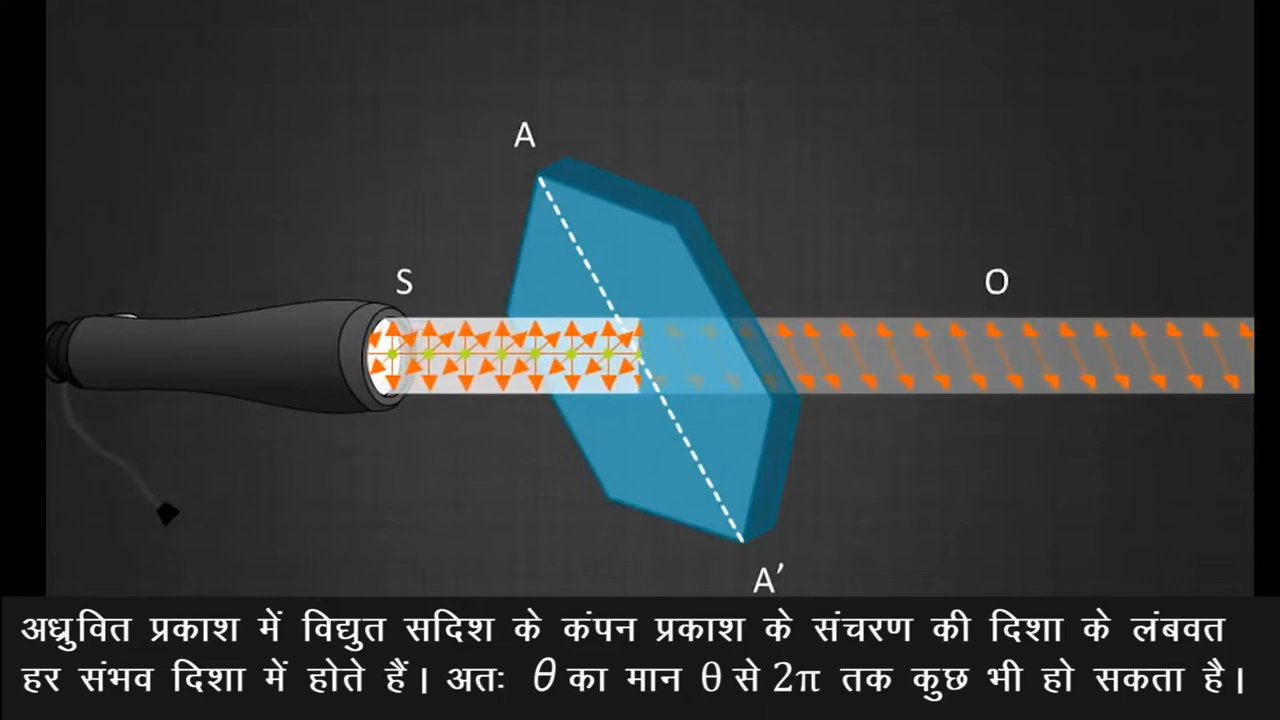 A
S
O
A′
अध्रुवित प्रकाश में विद्युत सदिश के कंपन प्रकाश के संचरण की दिशा के लंबवत
हर संभव दिशा में होते हैं। अतः θ का मान θ से 2π तक कुछ भी हो सकता है।